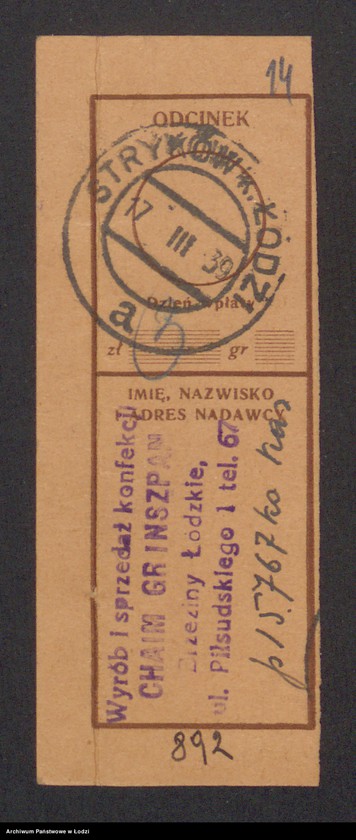 14
ODCINEK
STRYKÓW k. ŁODZI
17 III 39
a
Dzień wpłaty
zł gr
IMIĘ, NAZWISKO
ADRES NADAWCY
Wyrób i sprzedaż konfekcji
CHAIM GRINSZPAN
Brzeziny Łódzkie,
ul. Piłsudskiego 1 tel. 67
892
Archiwum Państwowe w Łodzi